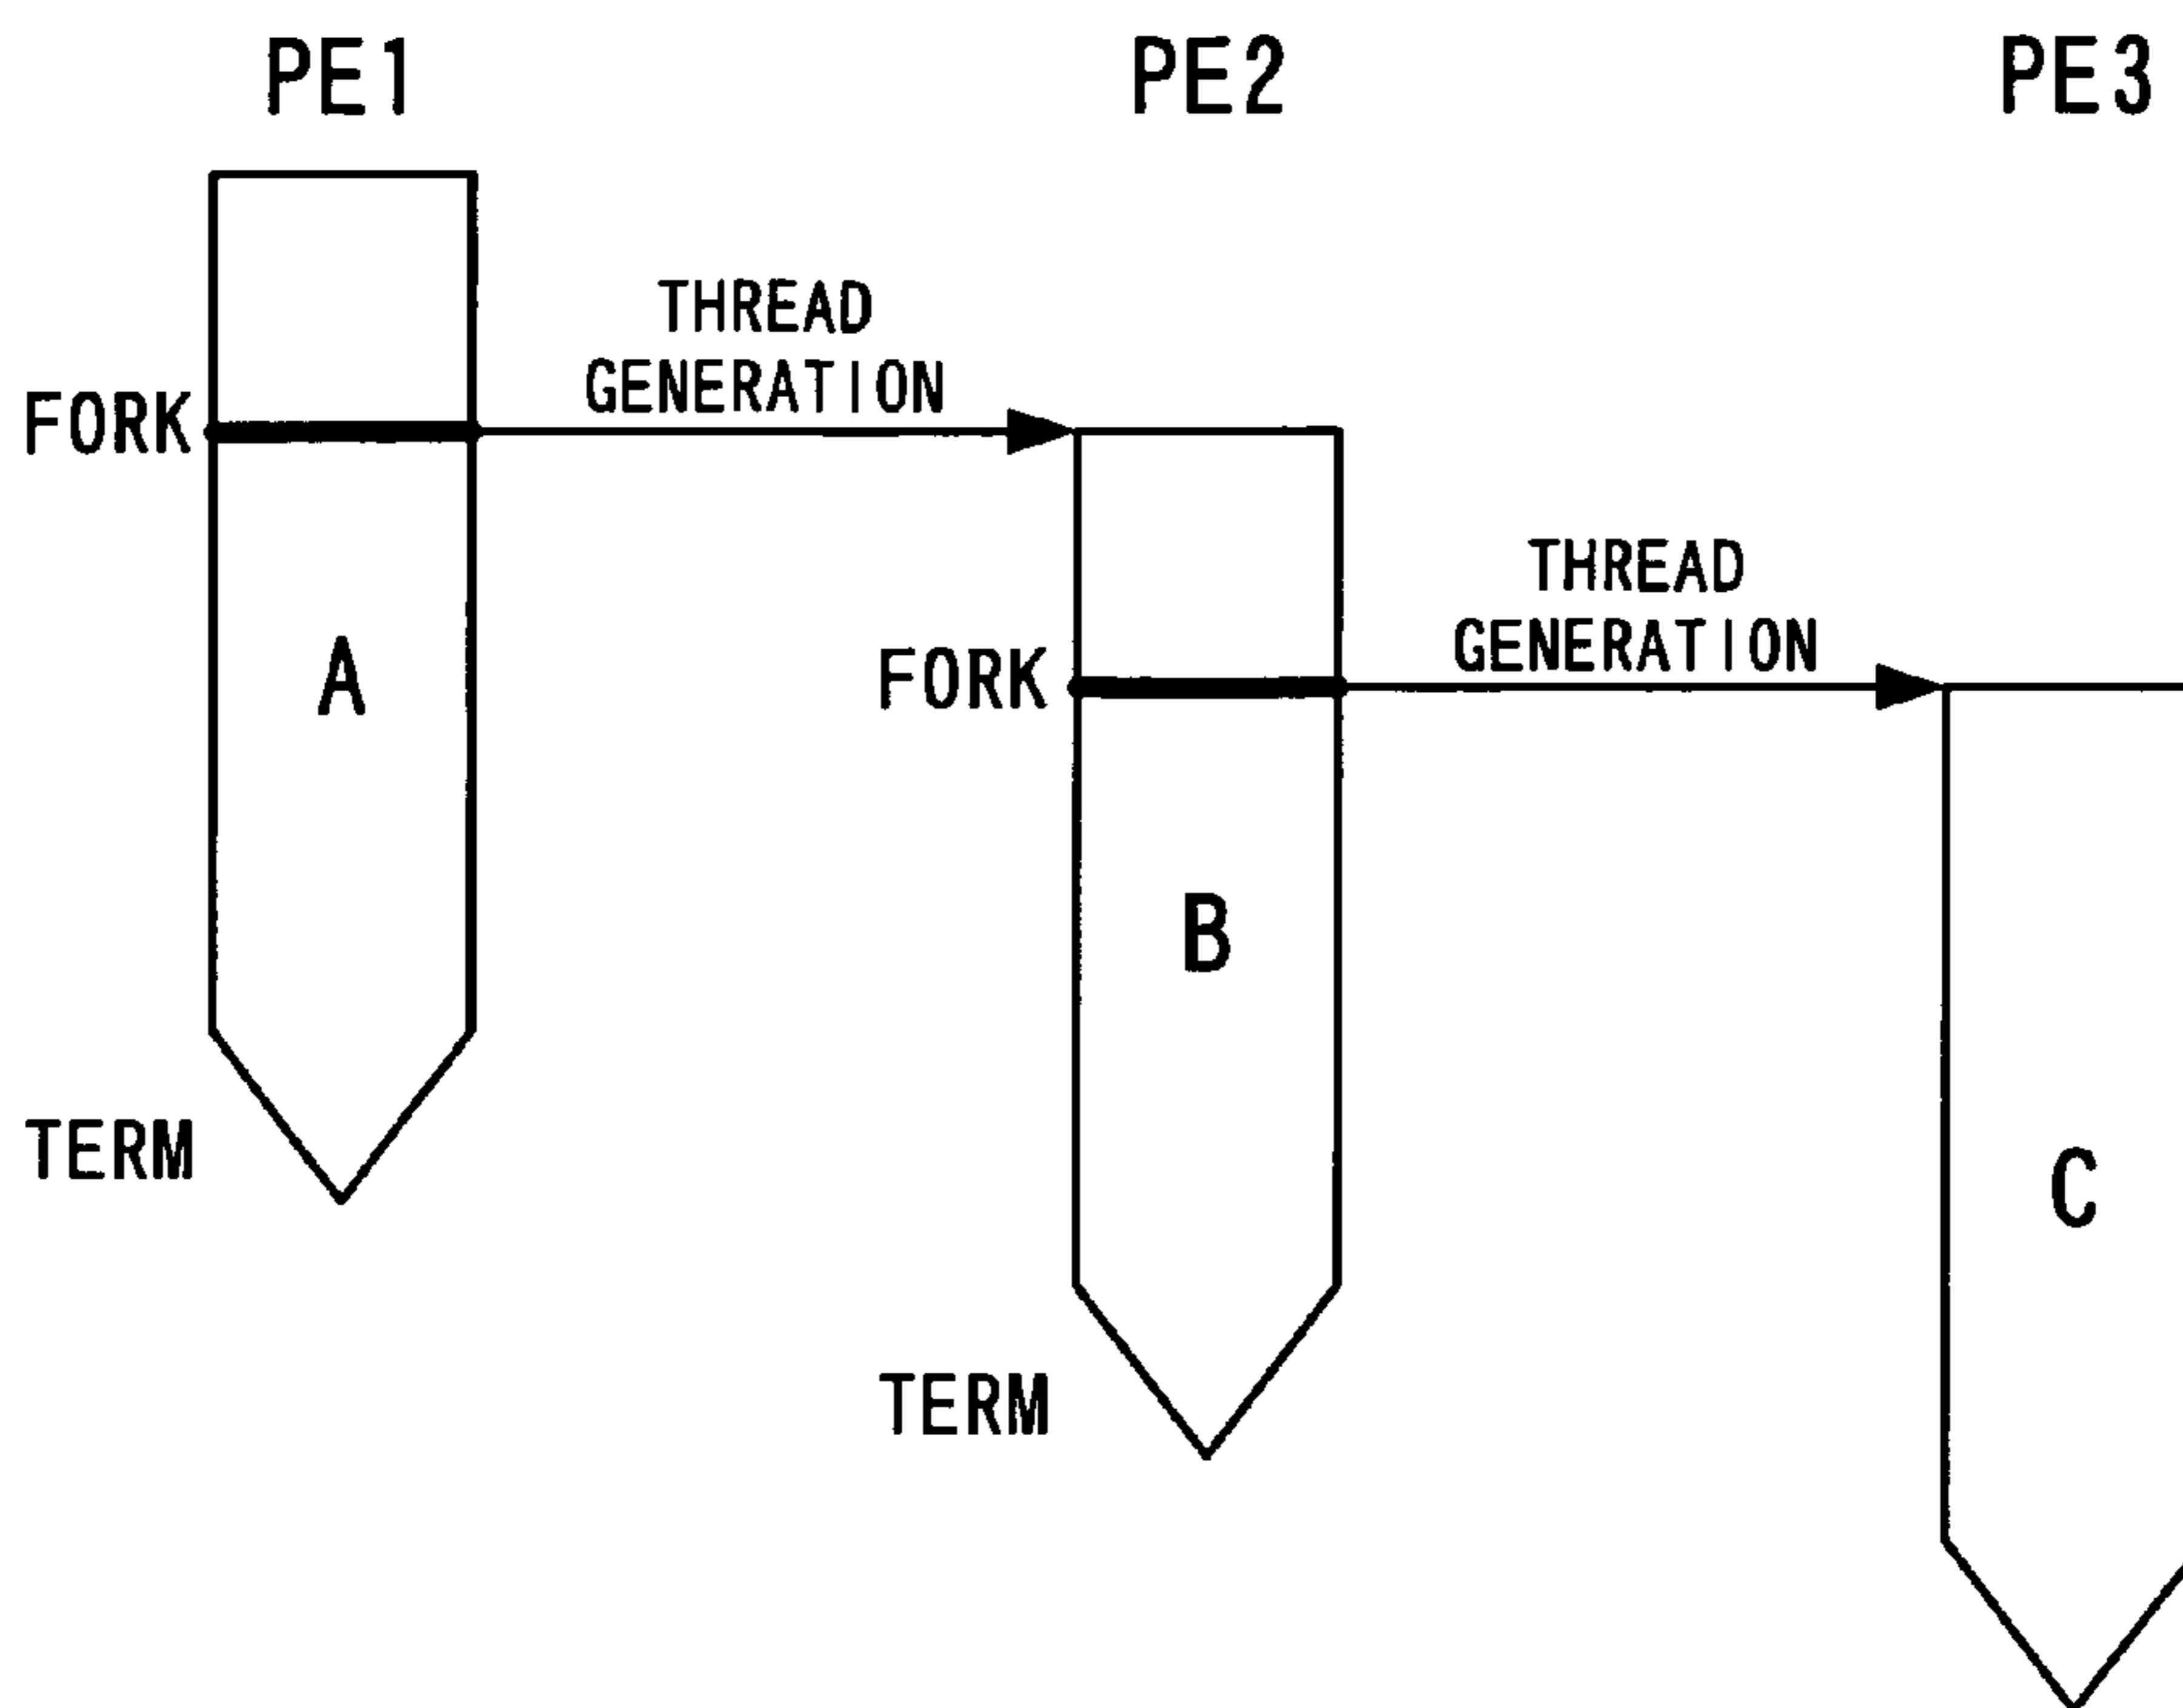 PE1
PE2
PE3
THREAD
GENERATION
FORK
THREAD
GENERATION
FORK
A
B
TERM
C
TERM